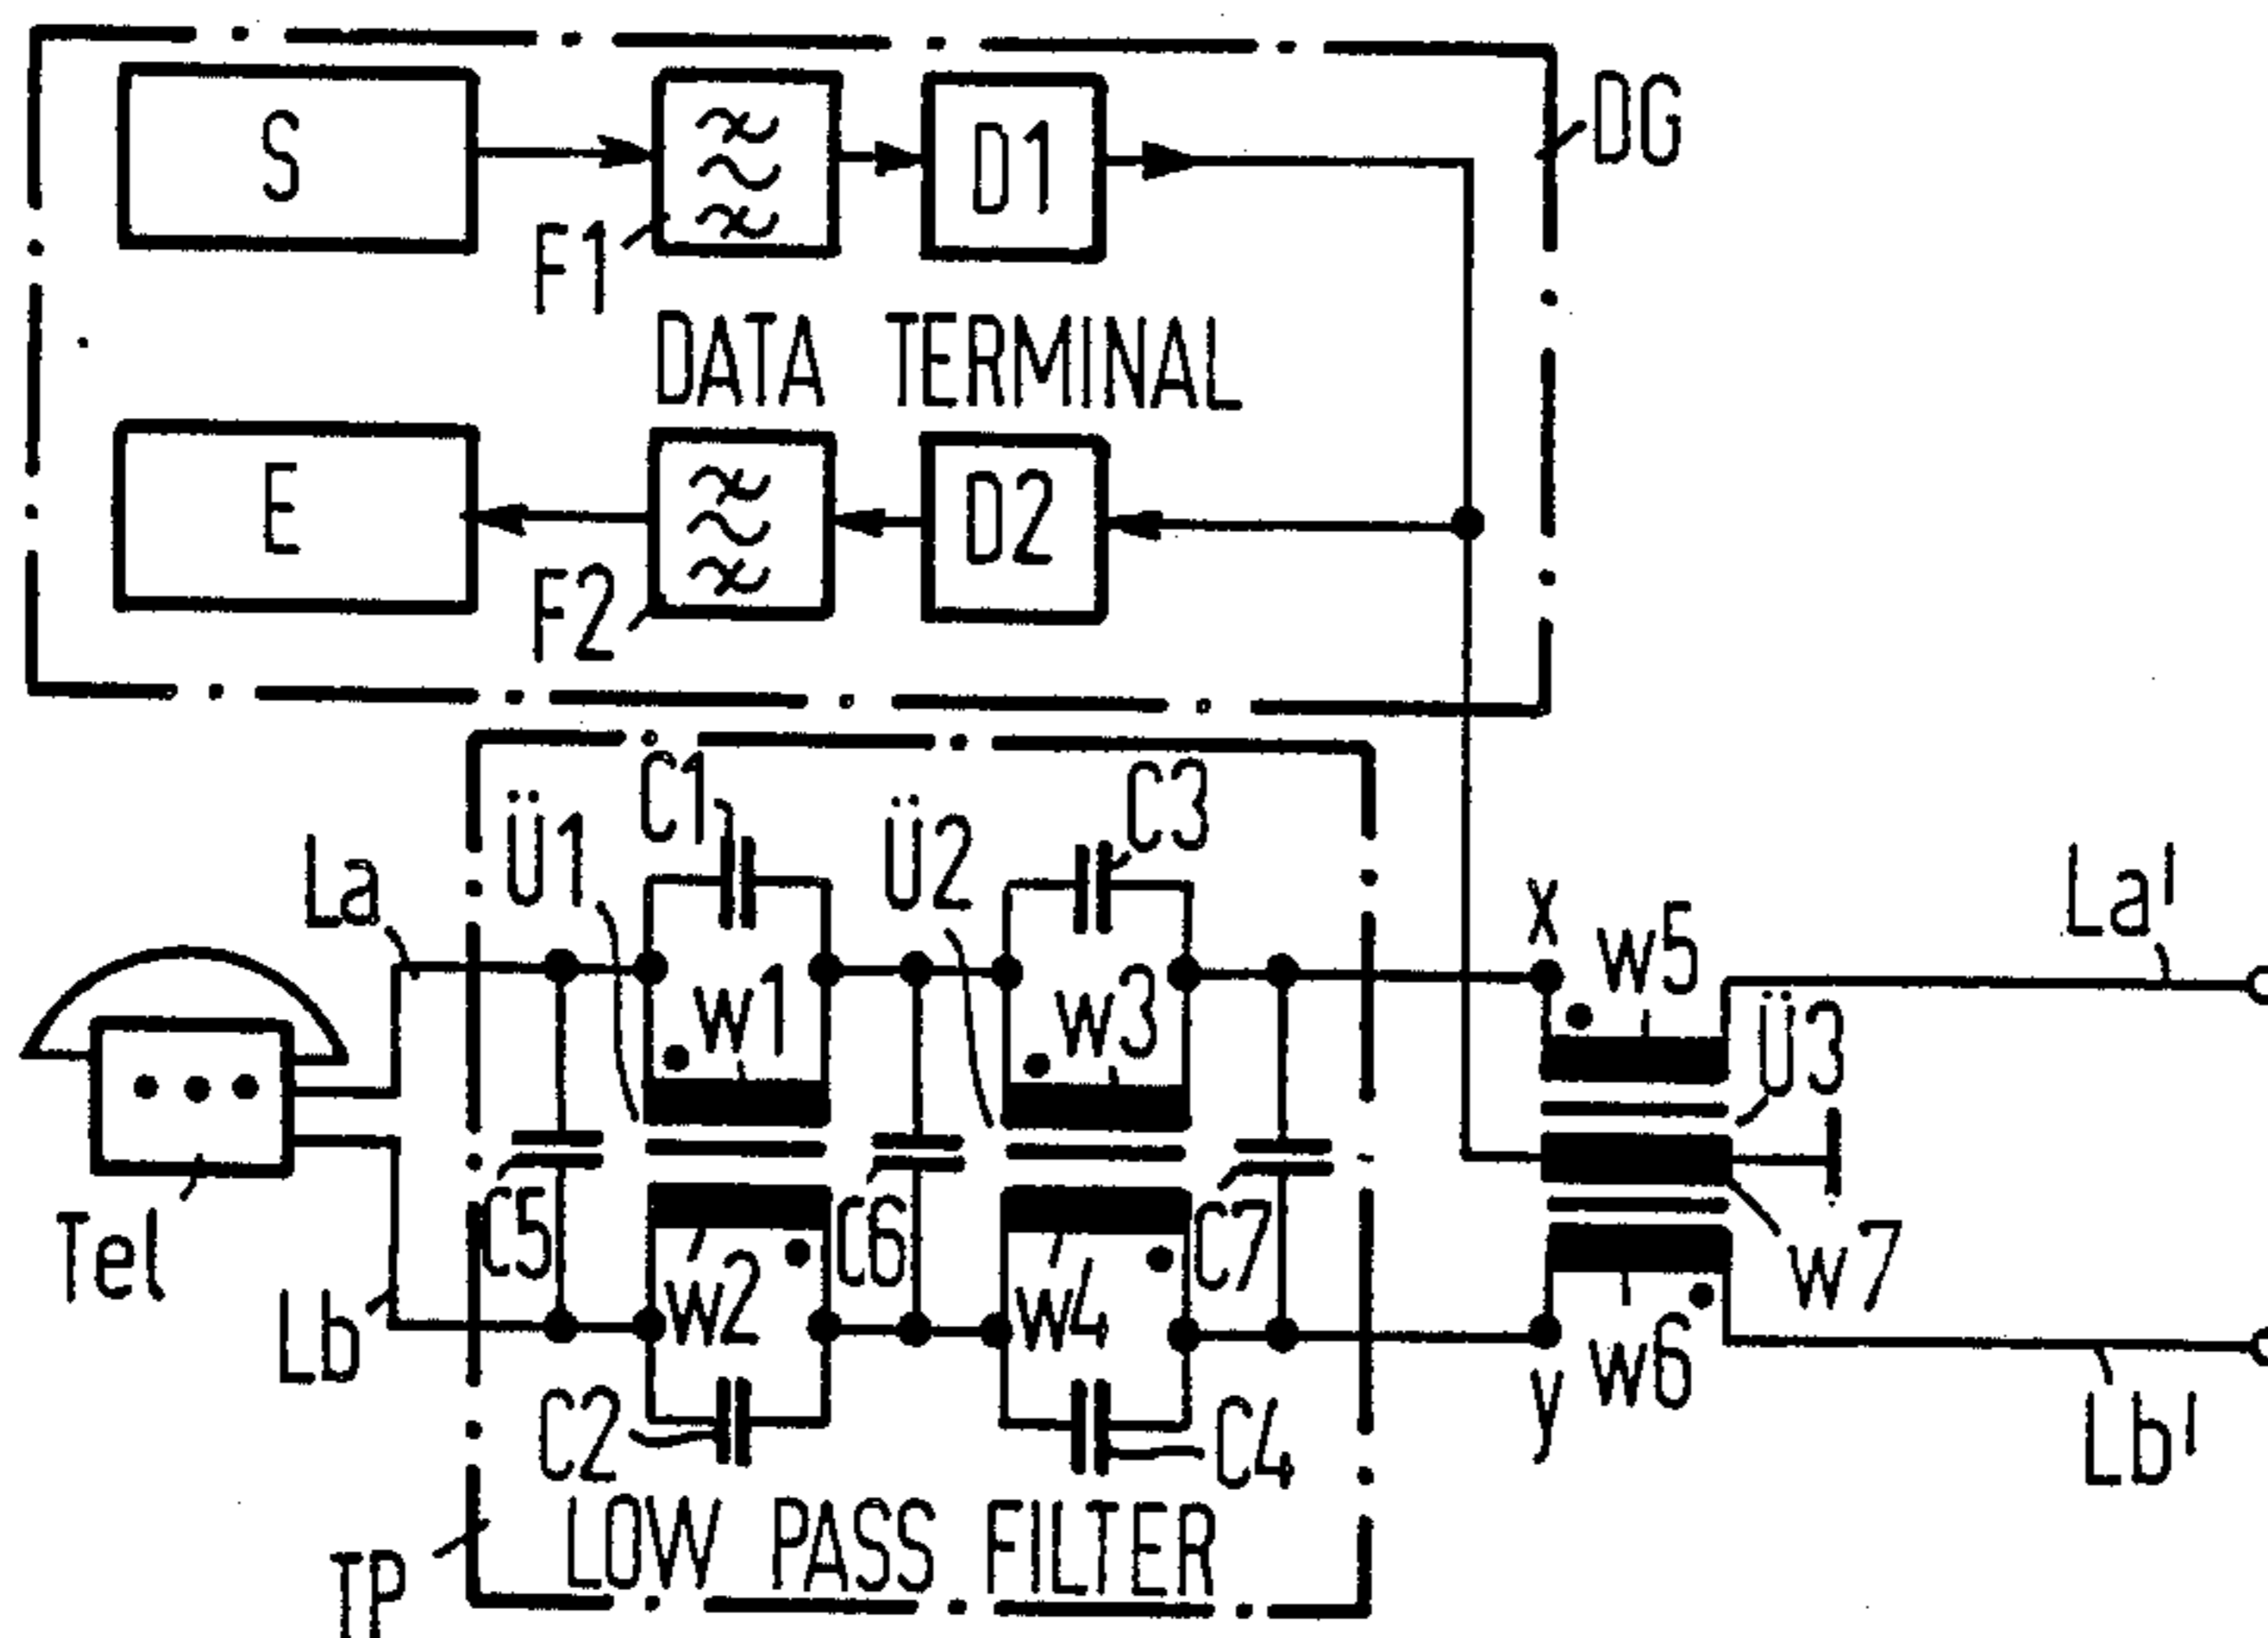 S
D1
DG
F1
DATA TERMINAL
E
D2
F2
C1
C3
Ü1
Ü2
La
La'
x
w5
w1
w3
Ü3
C5
C6
C7
Tel
w7
w2
w4
Lb
w6
y
C2
C4
Lb'
LOW PASS FILTER
TP